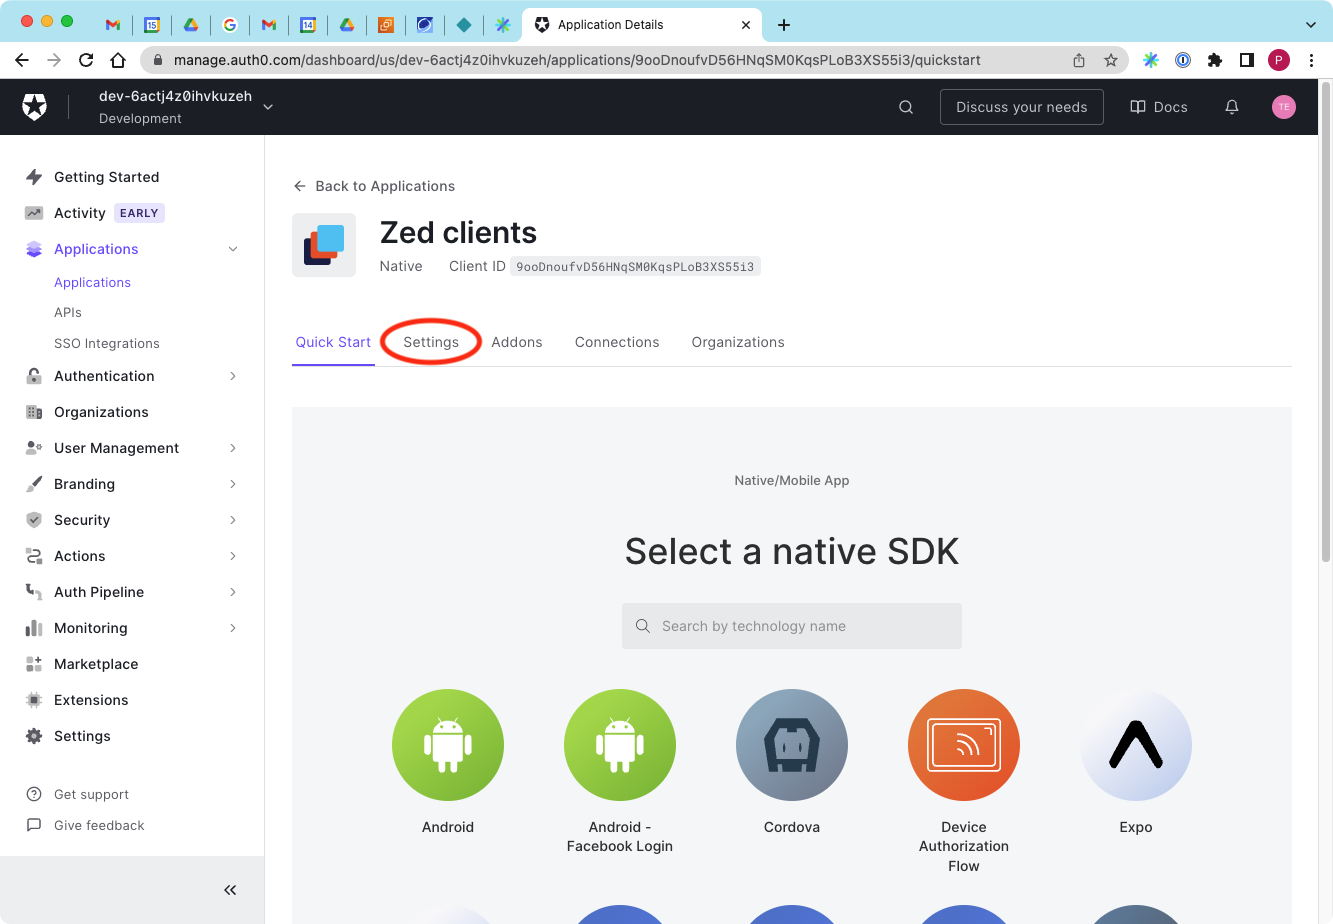 15
14
Application Details
manage.auth0.com/dashboard/us/dev-6actj4z0ihvkuzeh/applications/9ooDnoufvD56HNqSM0KqsPLoB3XS55i3/quickstart
P
dev-6actj4z0ihvkuzeh
Development
Discuss your needs
Docs
TE
Getting Started
Activity EARLY
Applications
Applications
APIs
SSO Integrations
Authentication
Organizations
User Management
Branding
Security
Actions
Auth Pipeline
Monitoring
Marketplace
Extensions
Settings
Get support
Give feedback
Back to Applications
Zed clients
Native Client ID 9ooDnoufvD56HNqSM0KqsPLoB3XS55i3
Quick Start Settings Addons Connections Organizations
Native/Mobile App
Select a native SDK
Search by technology name
Android
Android -
Facebook Login
Cordova
Device
Authorization
Flow
Expo